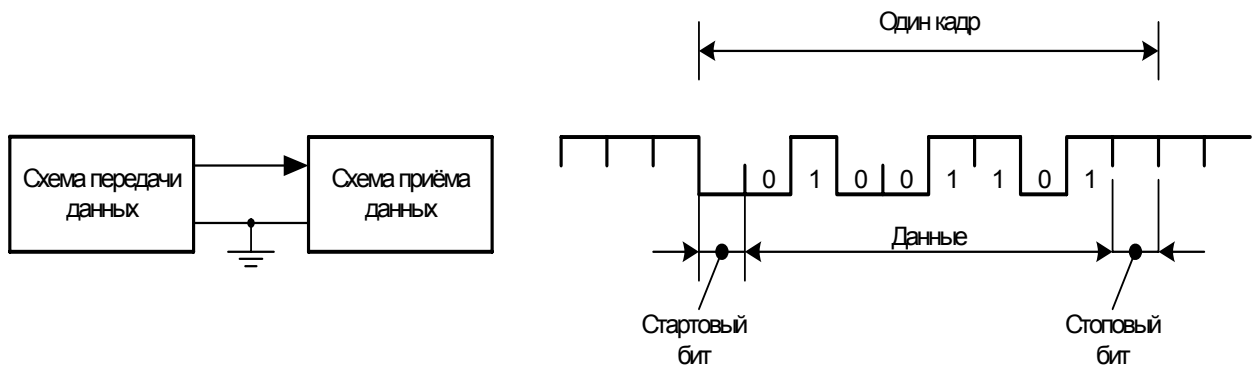 Один кадр
Схема передачи
данных
Схема приёма
данных
0 1 0 0 1 1 0 1
Данные
Стартовый
бит
Стоповый
бит